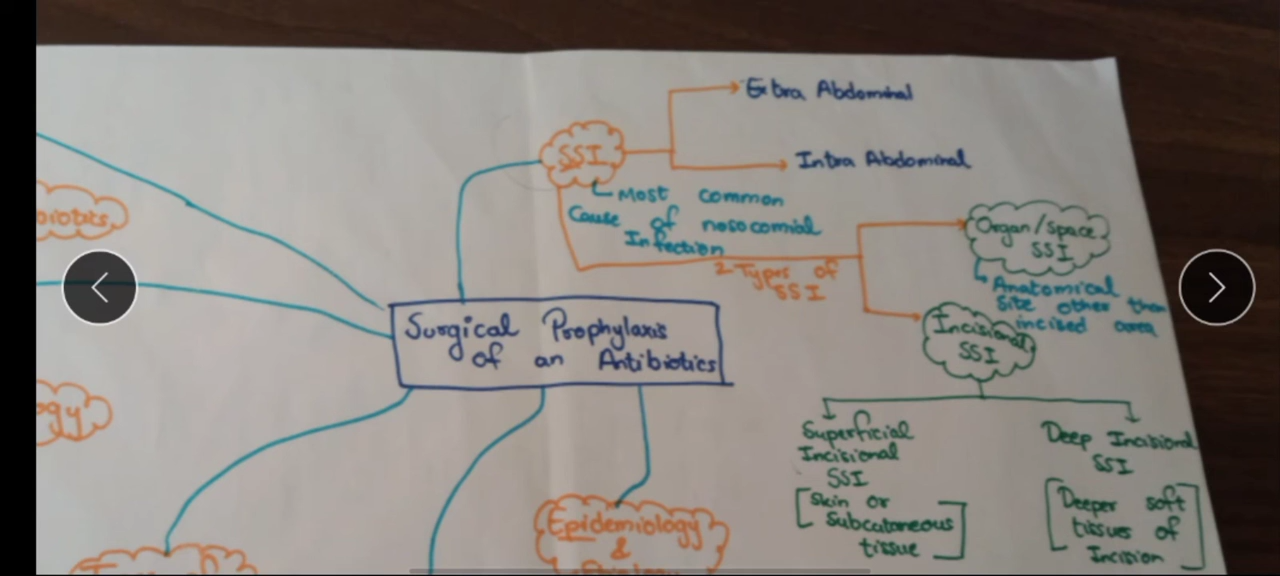 Extra Abdominal
SSI
Intra Abdominal
Most common
Cause of nosocomial
Infection
2 Types of
SSI
Organ/Space
SSI
Anatomical
Site other than
incised area
Incisional
SSI
Surgical Prophylaxis
of an Antibiotics
Superficial
Incisional
SSI
Skin or
Subcutaneous
tissue
Deep Incisional
SSI
Deeper soft
tissues of
Incision
Epidemiology
&